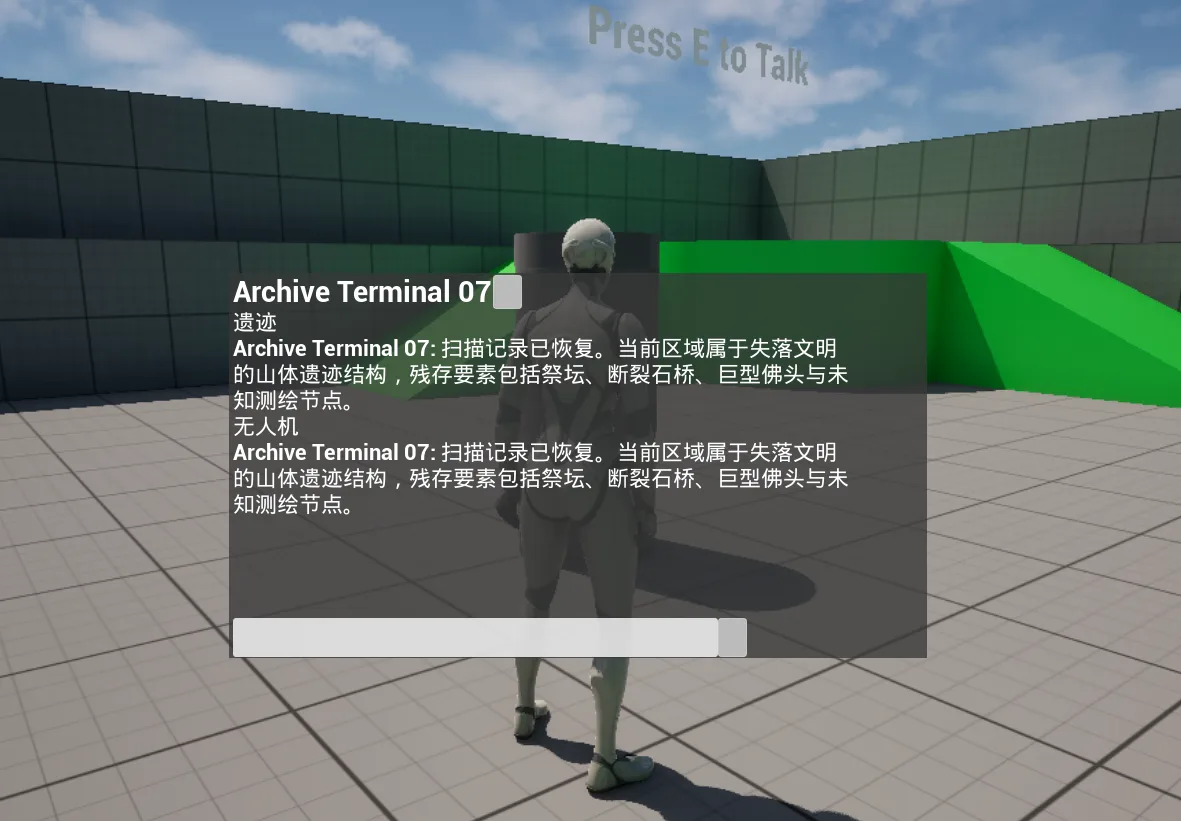 Press E to Talk
Archive Terminal 07
遗迹
Archive Terminal 07: 扫描记录已恢复。当前区域属于失落文明
的山体遗迹结构，残存要素包括祭坛、断裂石桥、巨型佛头与未
知测绘节点。
无人机
Archive Terminal 07: 扫描记录已恢复。当前区域属于失落文明
的山体遗迹结构，残存要素包括祭坛、断裂石桥、巨型佛头与未
知测绘节点。